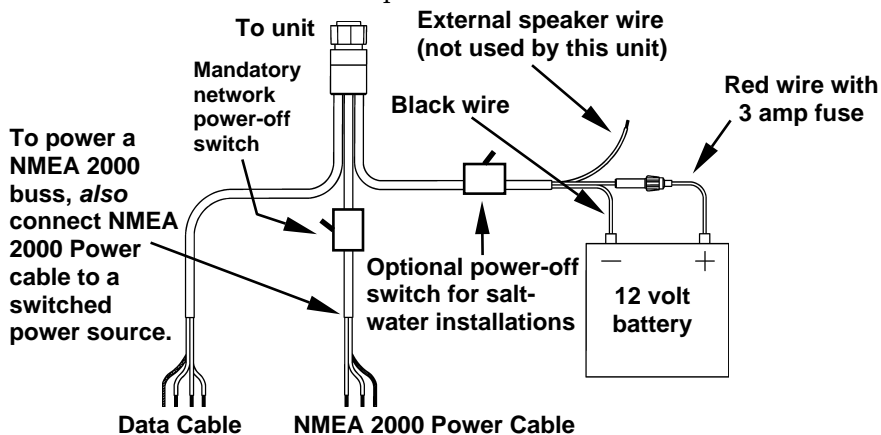 To unit
External speaker wire
(not used by this unit)
Mandatory
network
power-off
switch
Black wire
Red wire with
3 amp fuse
To power a
NMEA 2000
buss, also
connect NMEA
2000 Power
cable to a
switched
power source.
Optional power-off
switch for salt-
water installations
12 volt
battery
Data Cable
NMEA 2000 Power Cable